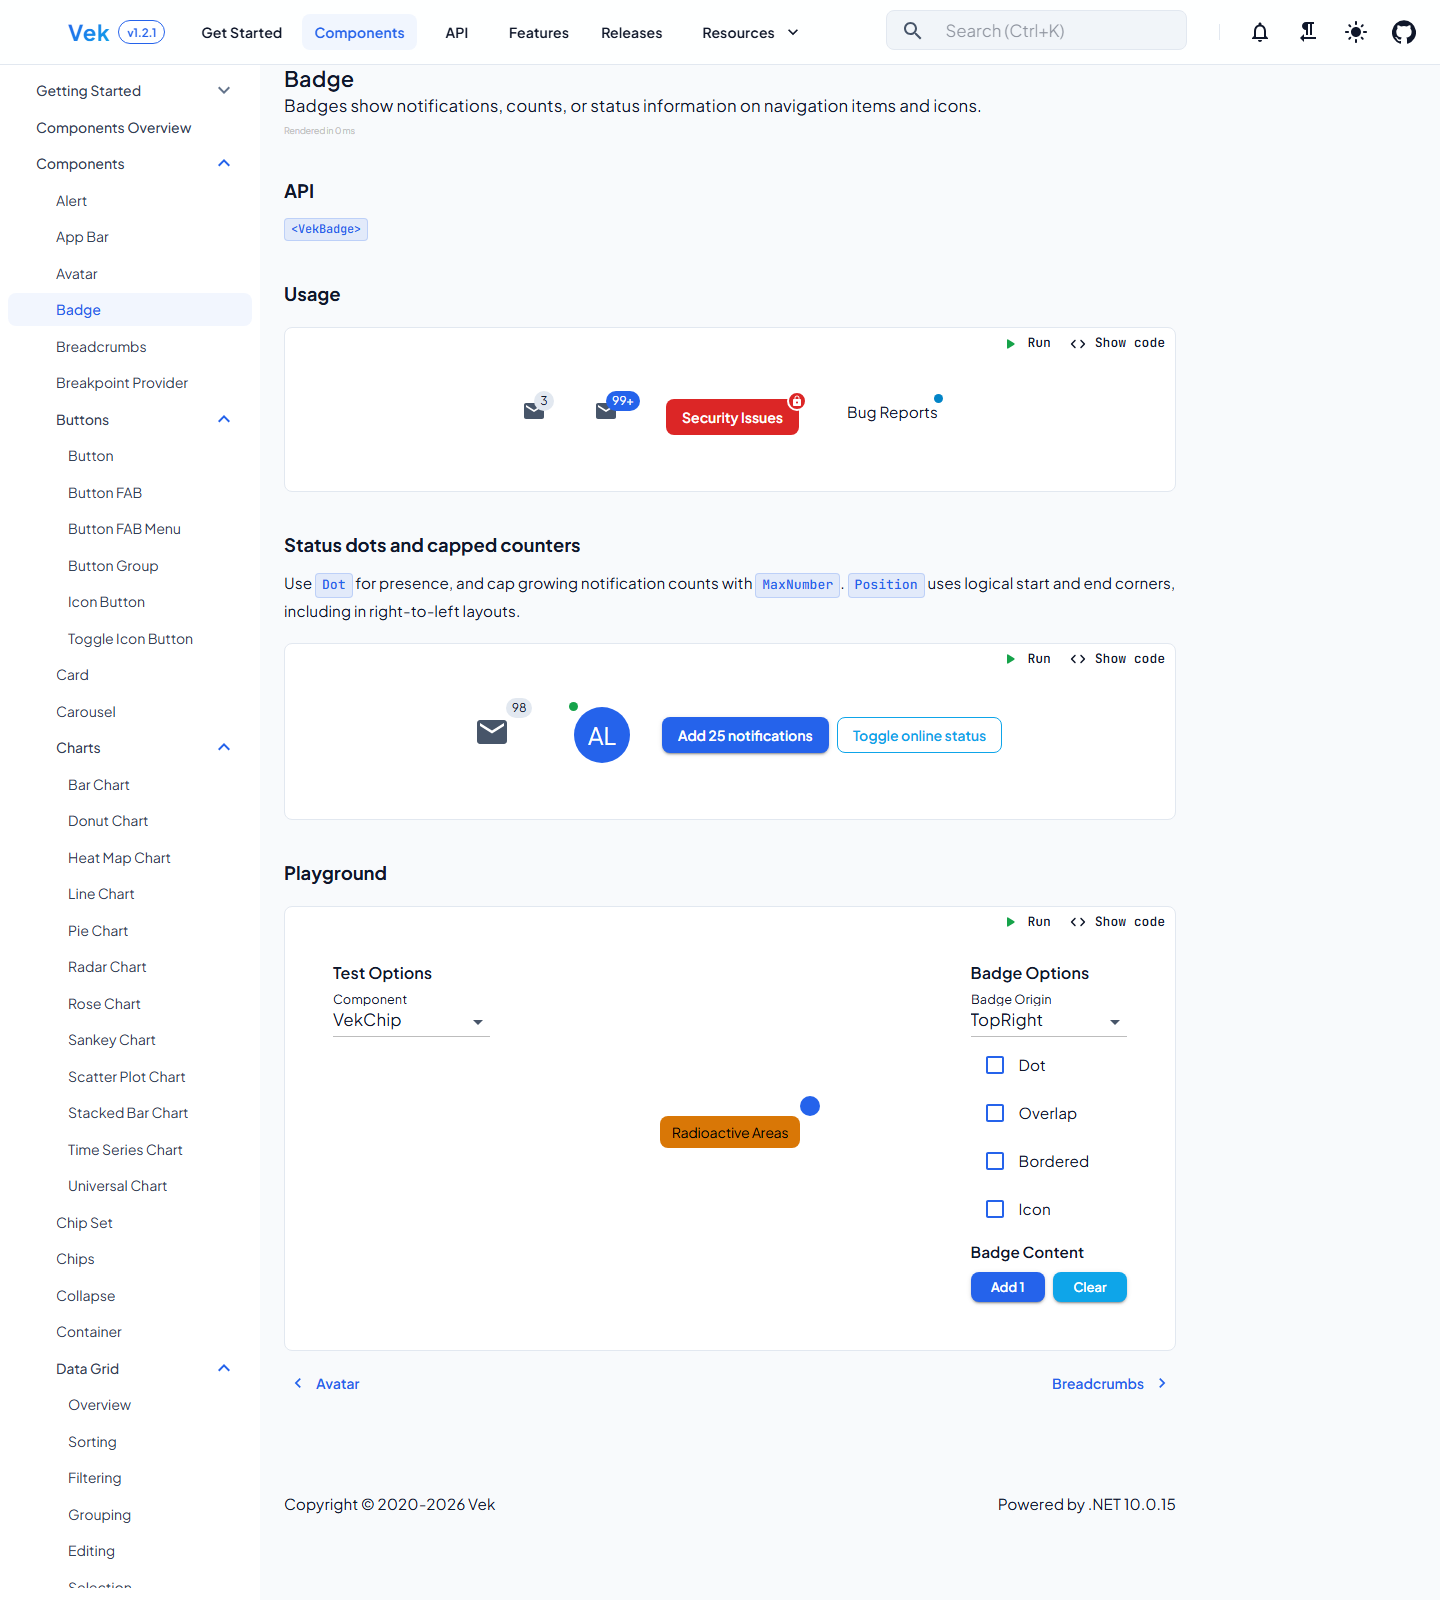 Vek
v1.2.1
Get Started
Components
API
Features
Releases
Resources
Search (Ctrl+K)
Getting Started
Components Overview
Components
Alert
App Bar
Avatar
Badge
Breadcrumbs
Breakpoint Provider
Buttons
Button
Button FAB
Button FAB Menu
Button Group
Icon Button
Toggle Icon Button
Card
Carousel
Charts
Bar Chart
Donut Chart
Heat Map Chart
Line Chart
Pie Chart
Radar Chart
Rose Chart
Sankey Chart
Scatter Plot Chart
Stacked Bar Chart
Time Series Chart
Universal Chart
Chip Set
Chips
Collapse
Container
Data Grid
Overview
Sorting
Filtering
Grouping
Editing
Selection
Badge
Badges show notifications, counts, or status information on navigation items and icons.
Rendered in 0 ms
API
<VekBadge>
Usage
Run
Show code
3
99+
Security Issues
Bug Reports
Status dots and capped counters
Use Dot for presence, and cap growing notification counts with MaxNumber. Position uses logical start and end corners,
including in right-to-left layouts.
Run
Show code
98
AL
Add 25 notifications
Toggle online status
Playground
Run
Show code
Test Options
Component
VekChip
Radioactive Areas
Badge Options
Badge Origin
TopRight
Dot
Overlap
Bordered
Icon
Badge Content
Add 1
Clear
Avatar
Breadcrumbs
Copyright © 2020-2026 Vek
Powered by .NET 10.0.15